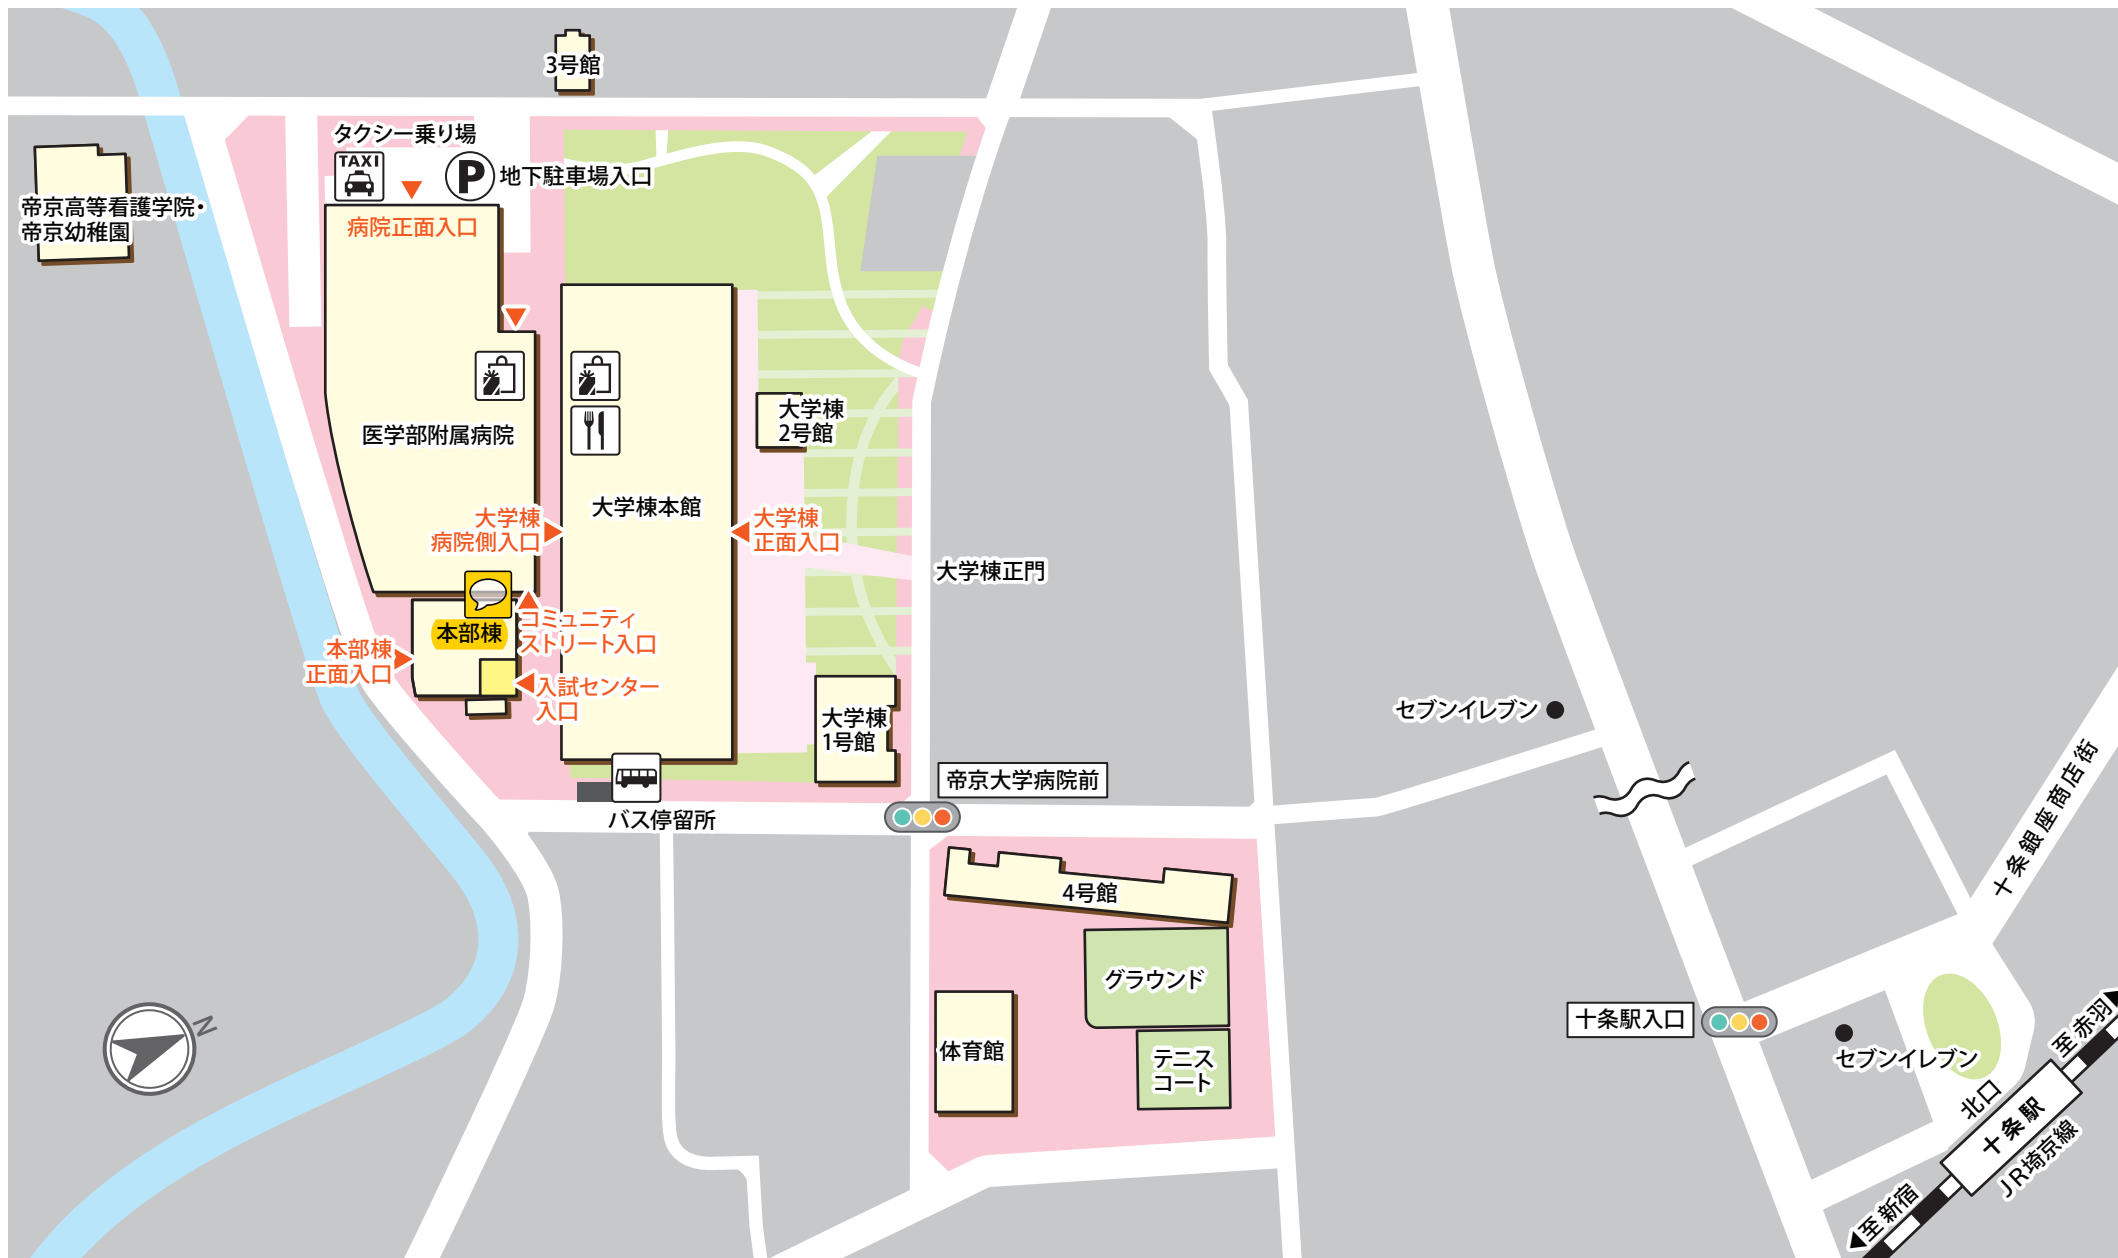 3号館
タクシー乗り場
TAXI
P
地下駐車場入口
病院正面入口
帝京高等看護学院・
帝京幼稚園
医学部附属病院
大学棟
2号館
大学棟本館
大学棟
病院側入口
大学棟
正面入口
大学棟正門
コミュニティ
ストリート入口
本部棟
本部棟
正面入口
入試センター
入口
大学棟
1号館
セブンイレブン
帝京大学病院前
バス停留所
十条銀座商店街
4号館
グラウンド
体育館
テニス
コート
N
十条駅入口
セブンイレブン
至赤羽
北口
十条駅
JR埼京線
至新宿